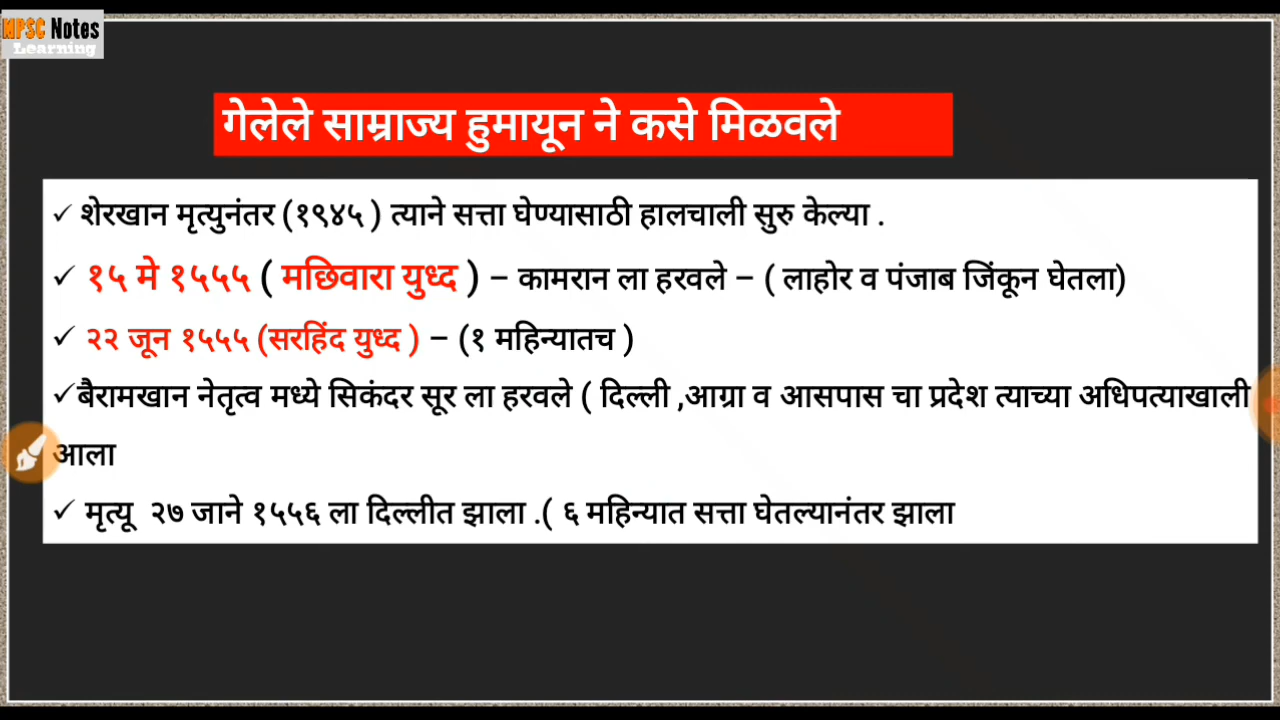 MPSC Notes
Learning
गेलेले साम्राज्य हुमायून ने कसे मिळवले
✓ शेरखान मृत्युनंतर (१९४५ ) त्याने सत्ता घेण्यासाठी हालचाली सुरु केल्या .
✓ १५ मे १५५५ ( मछिवारा युध्द ) – कामरान ला हरवले – ( लाहोर व पंजाब जिंकून घेतला)
✓ २२ जून १५५५ (सरहिंद युध्द ) – (१ महिन्यातच )
✓बैरामखान नेतृत्व मध्ये सिकंदर सूर ला हरवले ( दिल्ली ,आग्रा व आसपास चा प्रदेश त्याच्या अधिपत्याखाली
आला
✓ मृत्यू २७ जाने १५५६ ला दिल्लीत झाला .( ६ महिन्यात सत्ता घेतल्यानंतर झाला